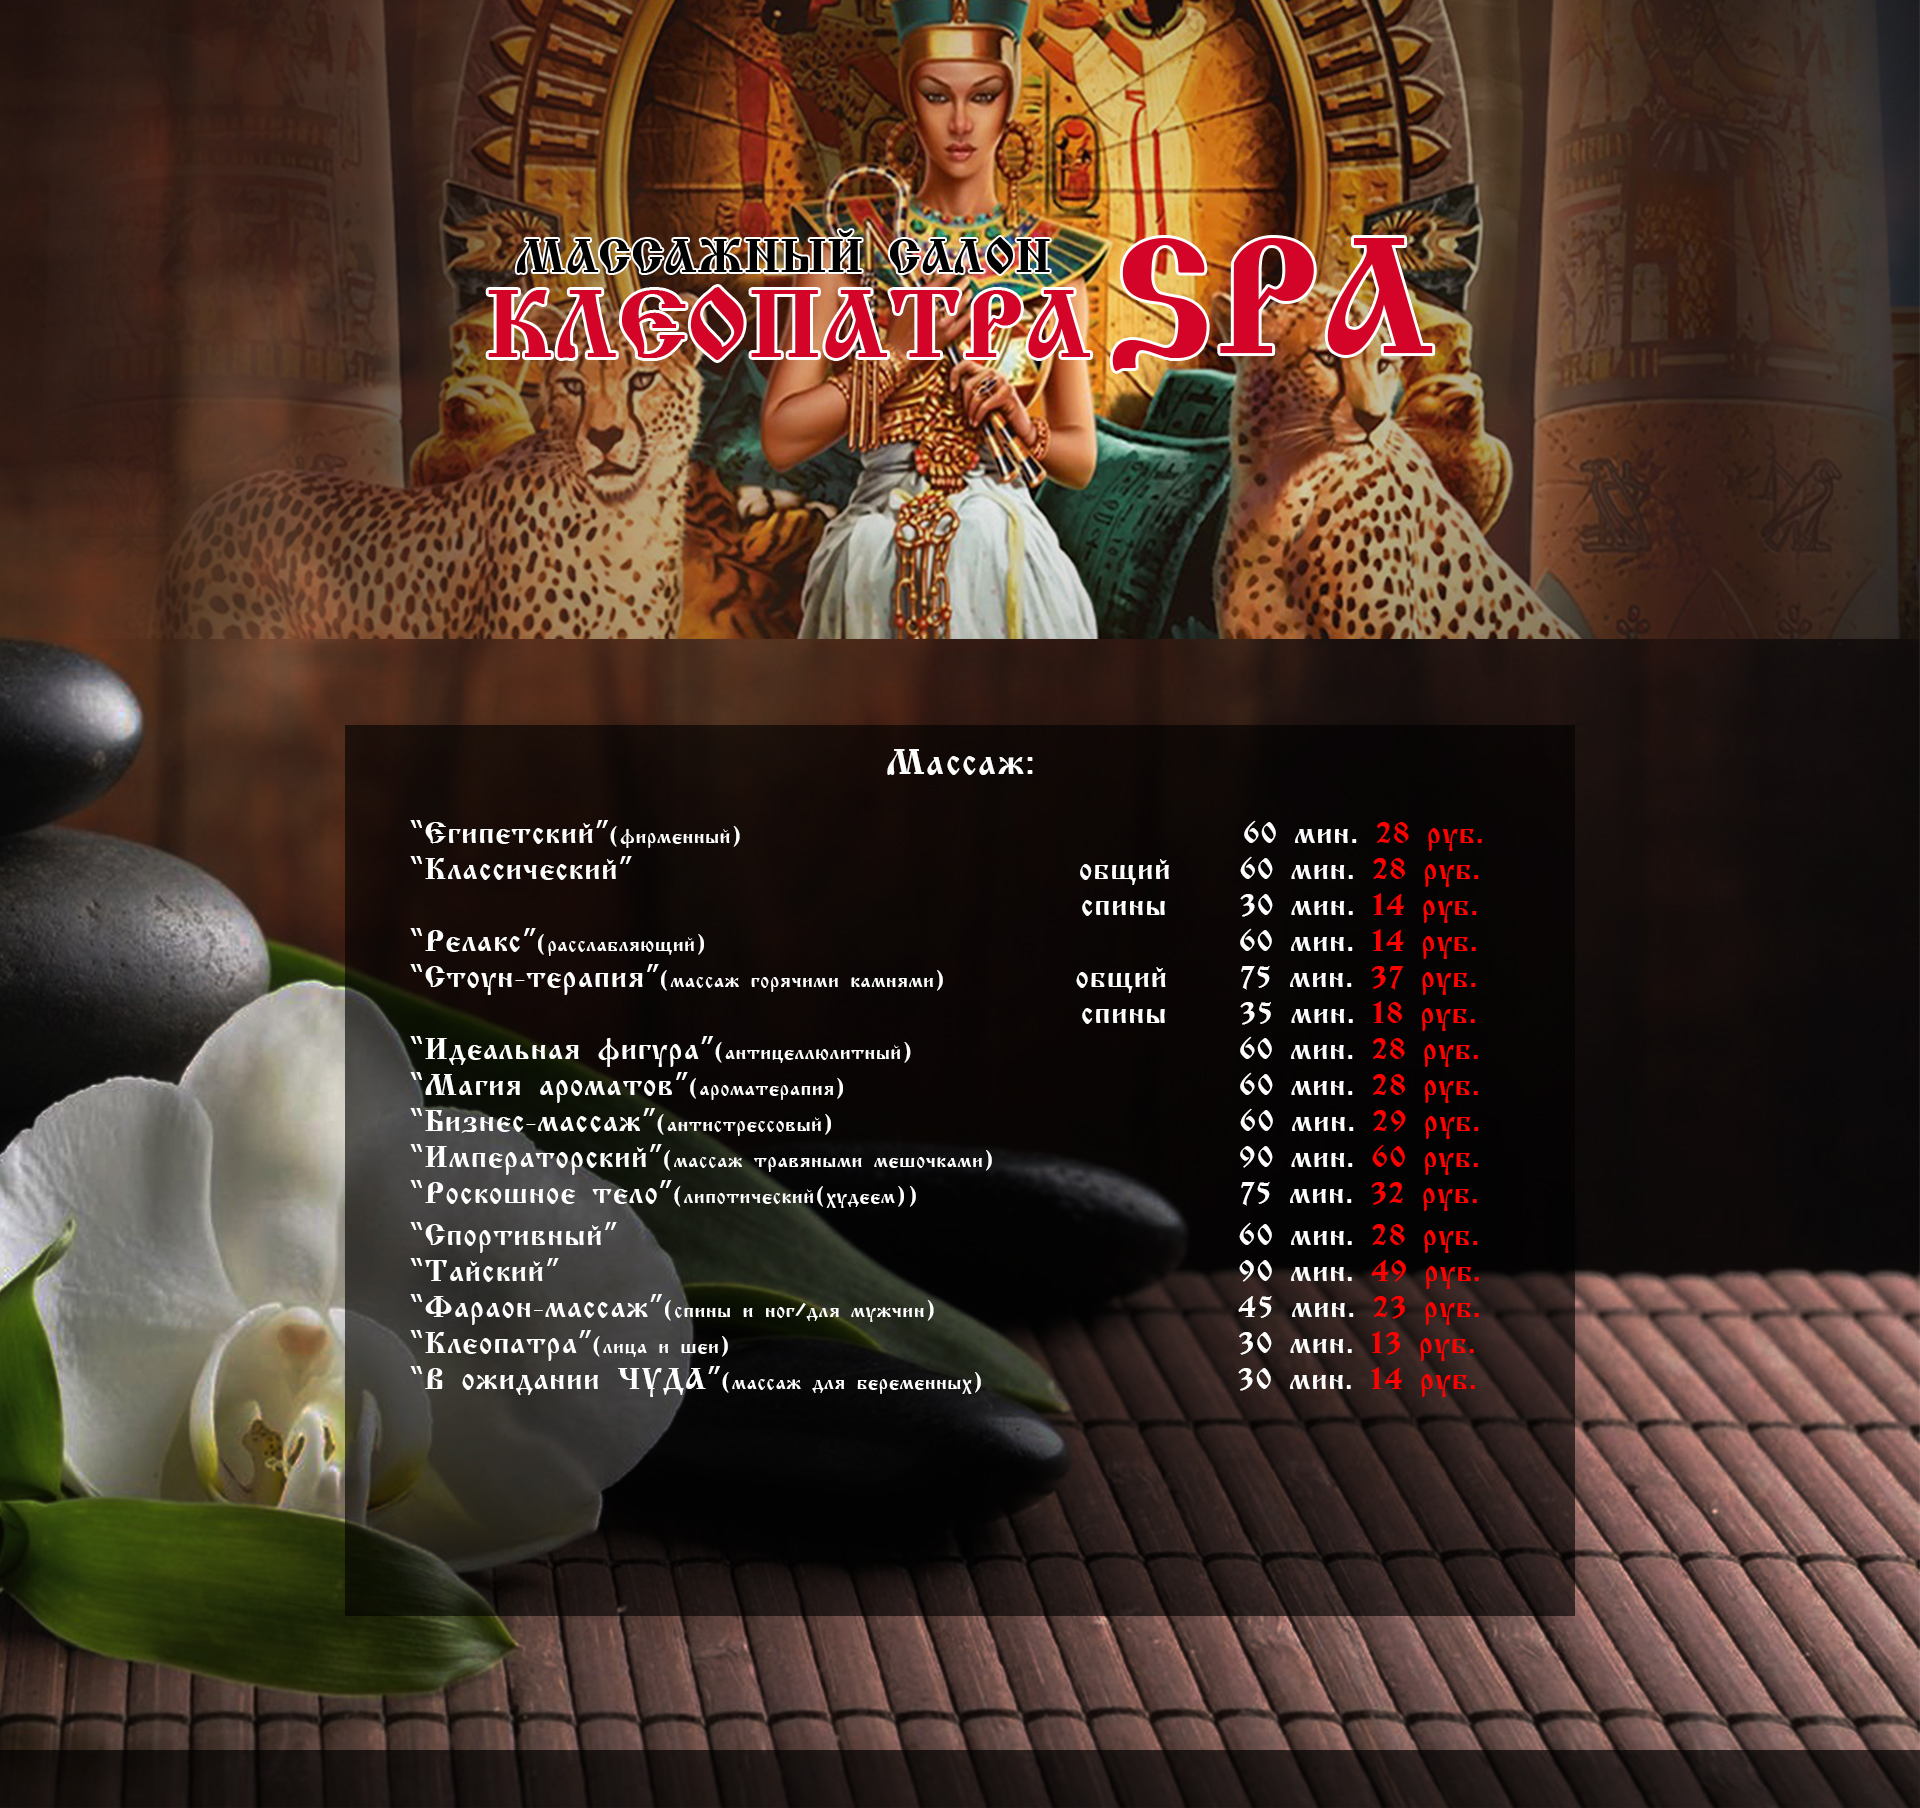 МАССАЖНЫЙ САЛОН
КЛЕОПАТРА SPA
Массаж:
"Египетский"(фирменный) 60 мин. 28 руб.
"Классический" общий 60 мин. 28 руб.
спины 30 мин. 14 руб.
"Релакс"(расслабляющий) 60 мин. 14 руб.
"Стоун-терапия"(массаж горячими камнями) общий 75 мин. 37 руб.
спины 35 мин. 18 руб.
"Идеальная фигура"(антицеллюлитный) 60 мин. 28 руб.
"Магия ароматов"(ароматерапия) 60 мин. 28 руб.
"Бизнес-массаж"(антистрессовый) 60 мин. 29 руб.
"Императорский"(массаж травяными мешочками) 90 мин. 60 руб.
"Роскошное тело"(липотический(худеем)) 75 мин. 32 руб.
"Спортивный" 60 мин. 28 руб.
"Тайский" 90 мин. 49 руб.
"Фараон-массаж"(спины и ног/для мужчин) 45 мин. 23 руб.
"Клеопатра"(лица и шеи) 30 мин. 13 руб.
"В ожидании ЧУДА"(массаж для беременных) 30 мин. 14 руб.